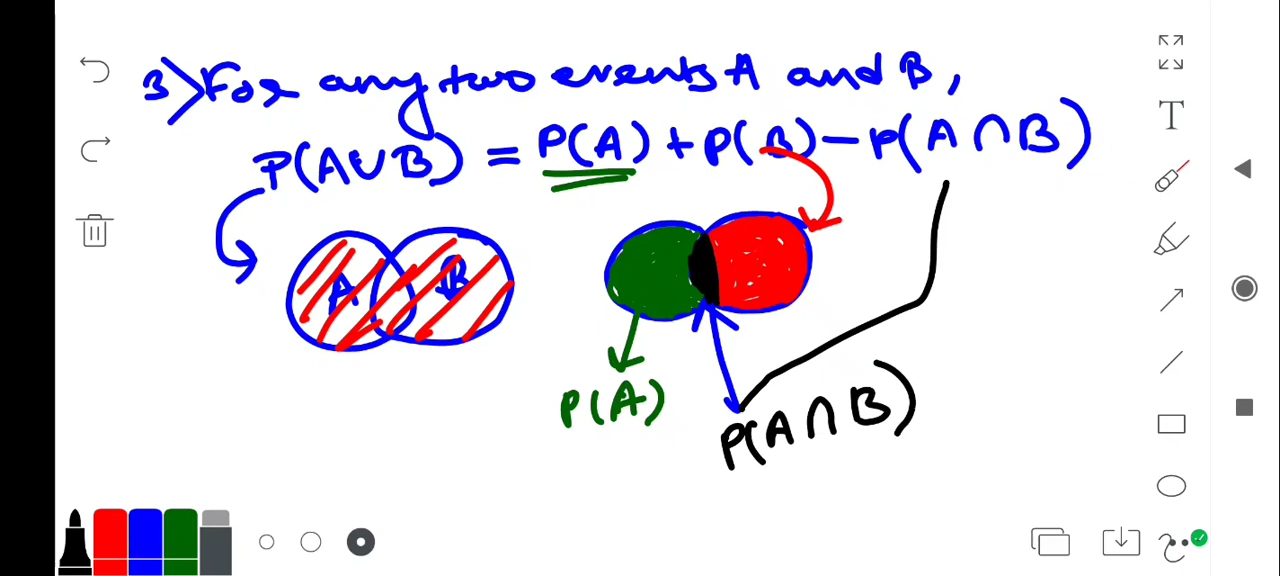 3) For any two events A and B,
P(A∪B) = P(A) + P(B) - P(A∩B)
A B
P(A)
P(A∩B)
T